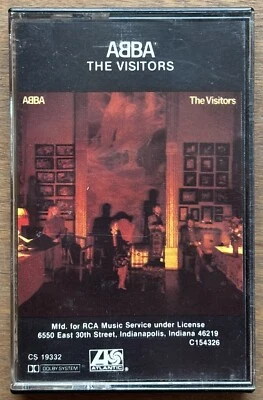 ABBA
THE VISITORS
ABBA The Visitors
Mfd. for RCA Music Service under License
6550 East 30th Street, Indianapolis, Indiana 46219
C154326
CS 19332
DOLBY SYSTEM
ATLANTIC